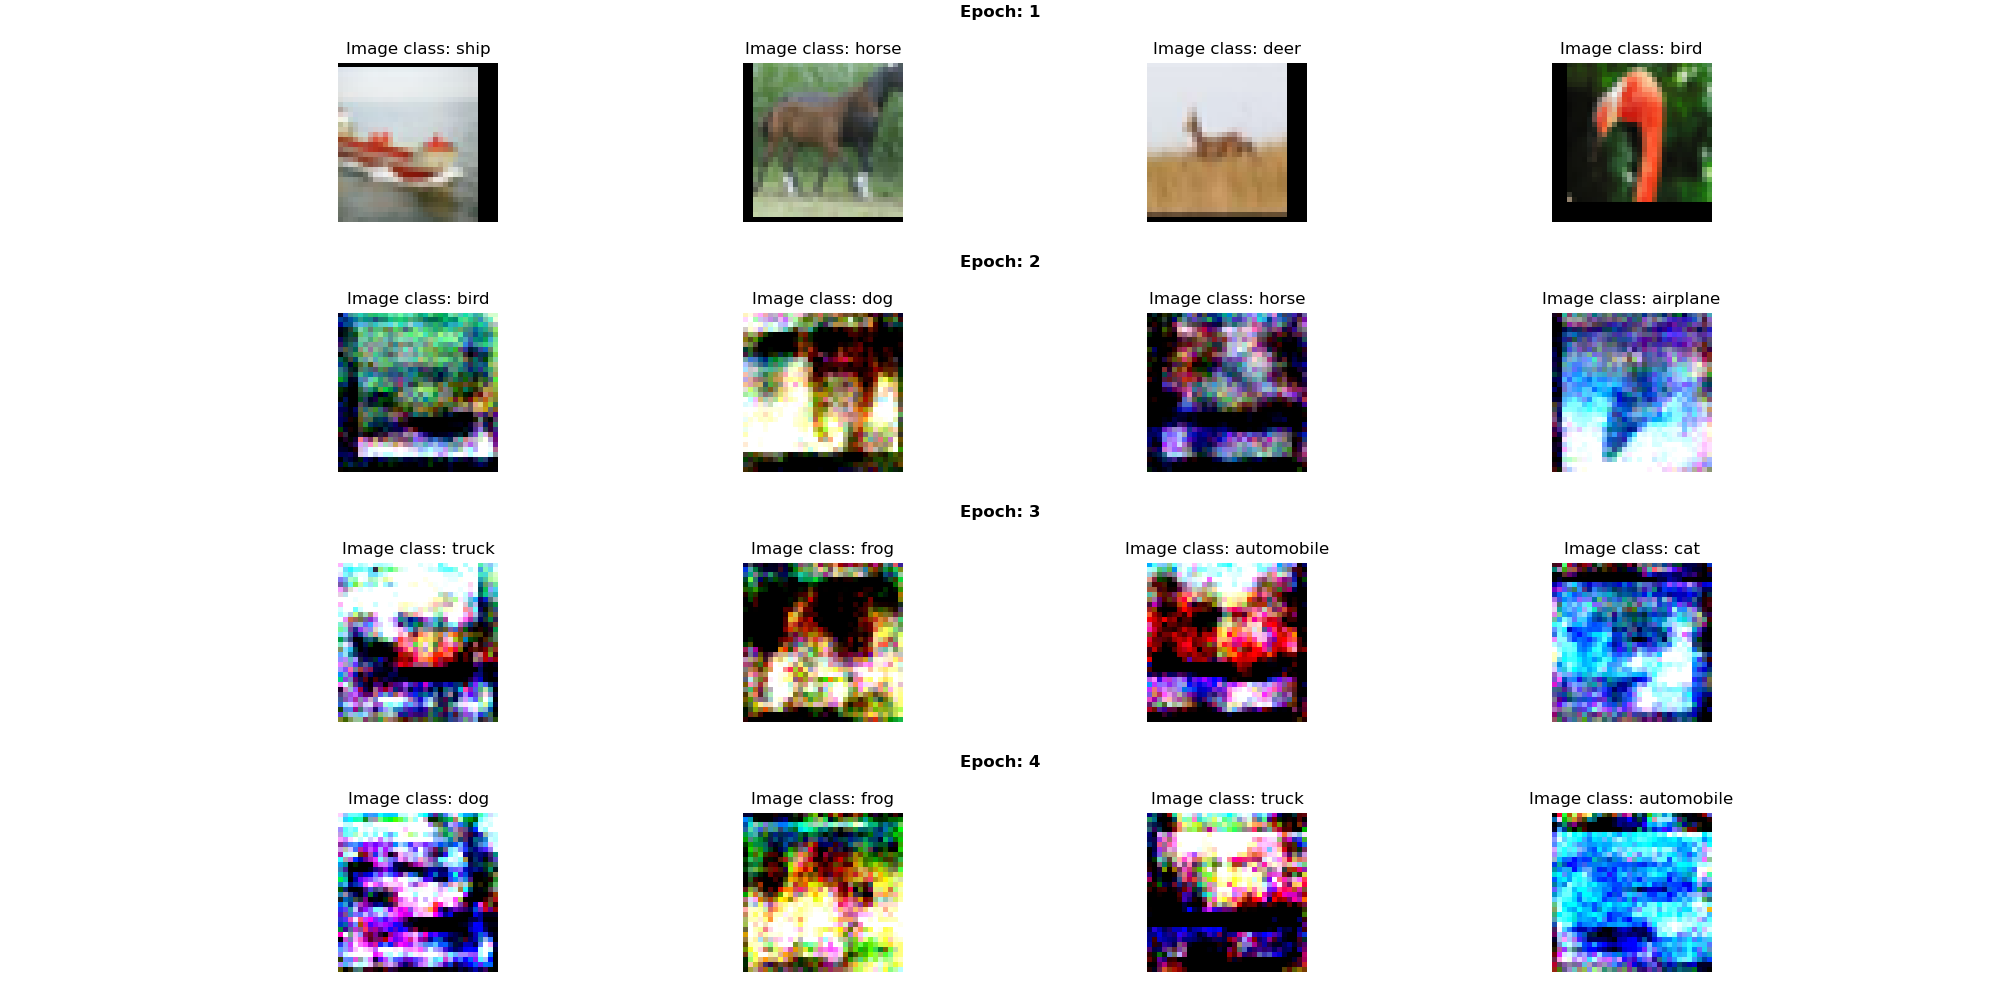 Epoch: 1
Image class: ship
Image class: horse
Image class: deer
Image class: bird
Epoch: 2
Image class: bird
Image class: dog
Image class: horse
Image class: airplane
Epoch: 3
Image class: truck
Image class: frog
Image class: automobile
Image class: cat
Epoch: 4
Image class: dog
Image class: frog
Image class: truck
Image class: automobile